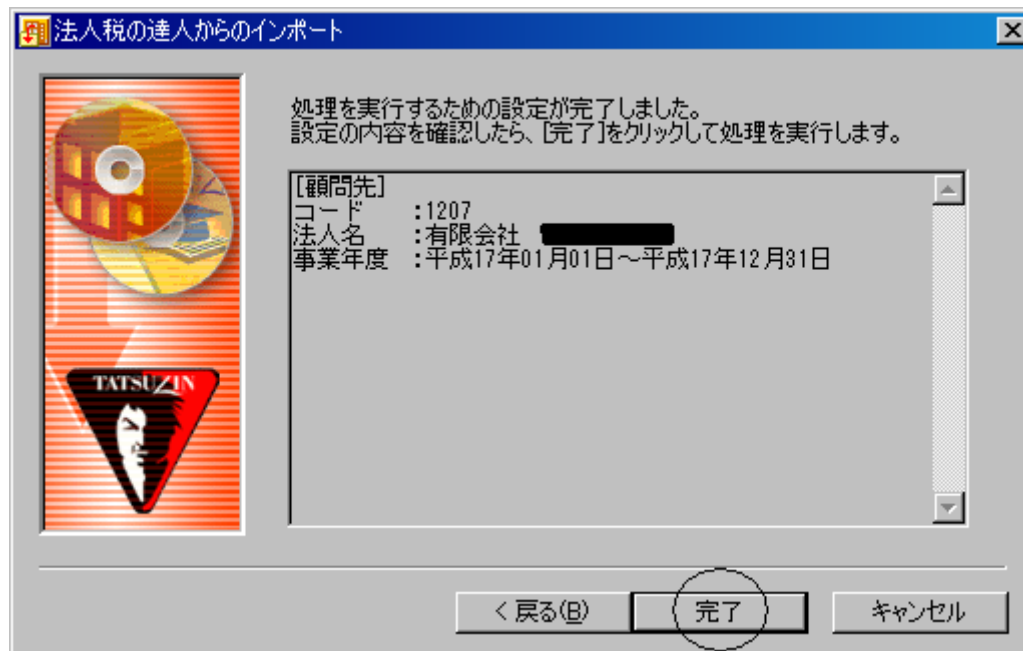 法人税の達人からのインポート
処理を実行するための設定が完了しました。
設定の内容を確認したら、[完了]をクリックして処理を実行します。
[顧問先]
コード　　:1207
法人名　　:有限会社
事業年度　:平成17年01月01日～平成17年12月31日
TATSUZIN
< 戻る(B)
完了
キャンセル